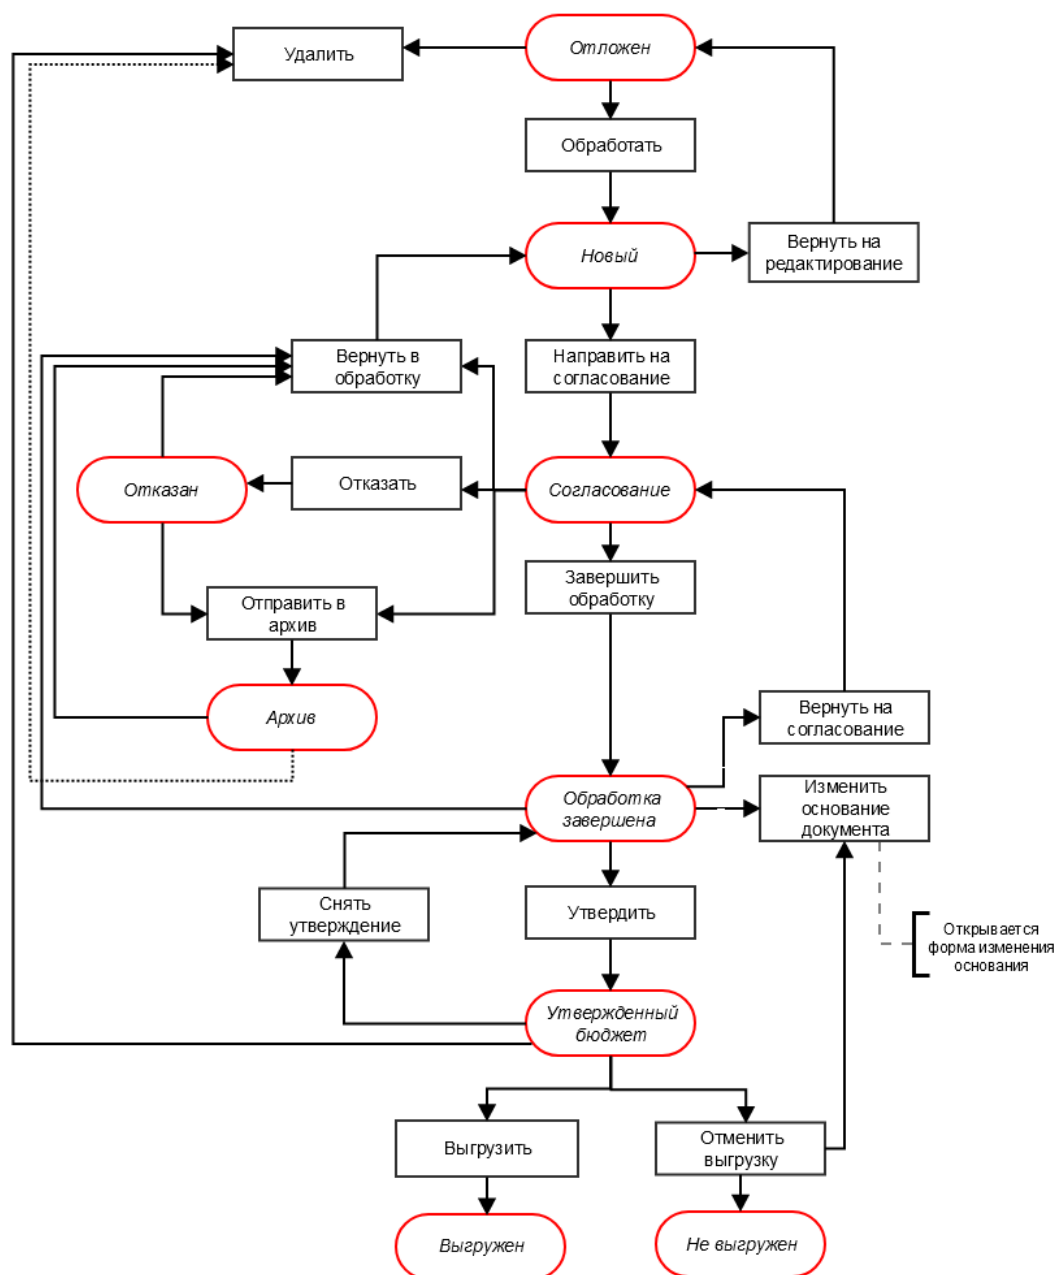 Удалить
Отложен
Обработать
Новый
Вернуть на
редактирование
Вернуть в
обработку
Направить на
согласование
Отказан
Отказать
Согласование
Завершить
обработку
Отправить в
архив
Архив
Вернуть на
согласование
Обработка
завершена
Изменить
основание
документа
Снять
утверждение
Утвердить
Открывается
форма изменения
основания
Утвержденный
бюджет
Выгрузить
Отменить
выгрузку
Выгружен
Не выгружен